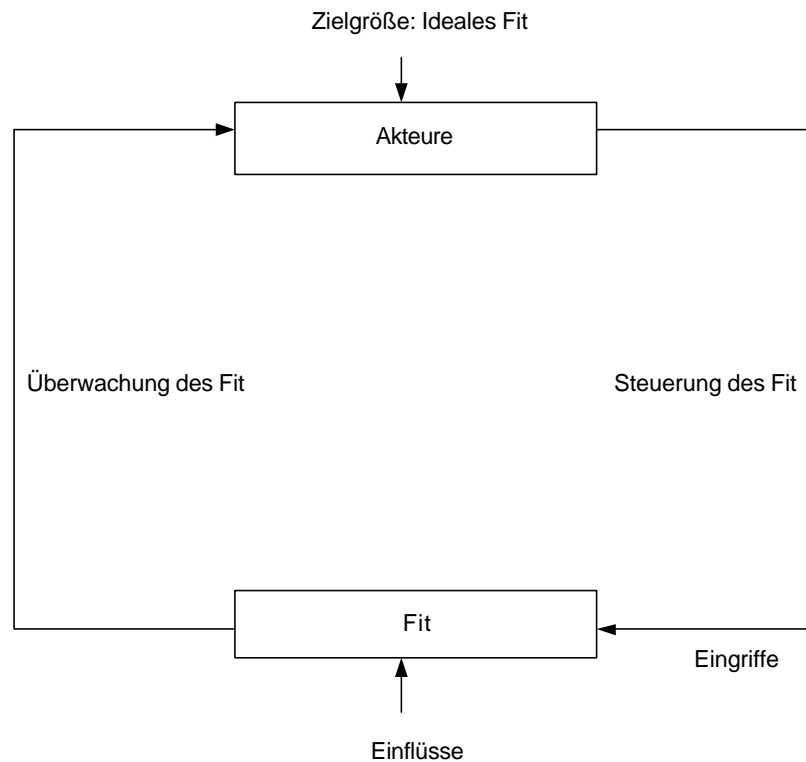 Zielgröße: Ideales Fit
Akteure
Überwachung des Fit
Steuerung des Fit
Fit
Eingriffe
Einflüsse